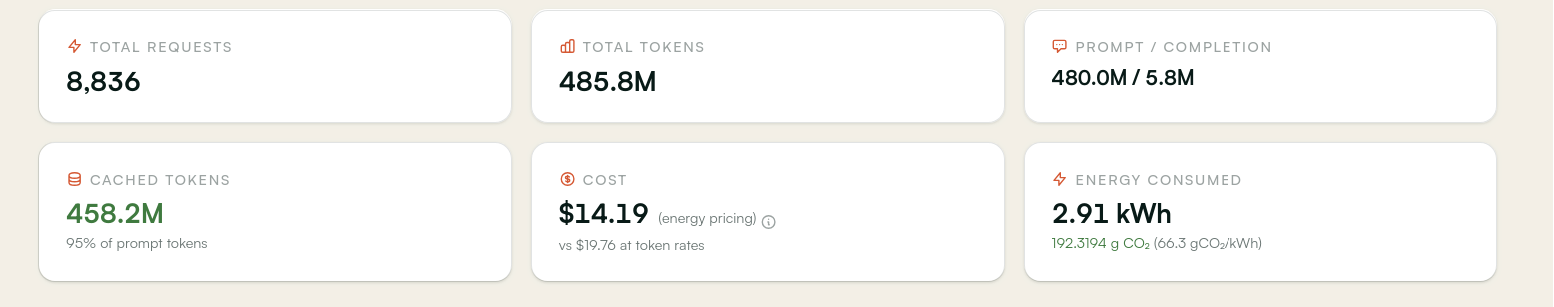 TOTAL REQUESTS
8,836
TOTAL TOKENS
485.8M
PROMPT / COMPLETION
480.0M / 5.8M
CACHED TOKENS
458.2M
95% of prompt tokens
COST
$14.19 (energy pricing)
vs $19.76 at token rates
ENERGY CONSUMED
2.91 kWh
192.3194 g CO₂ (66.3 gCO₂/kWh)